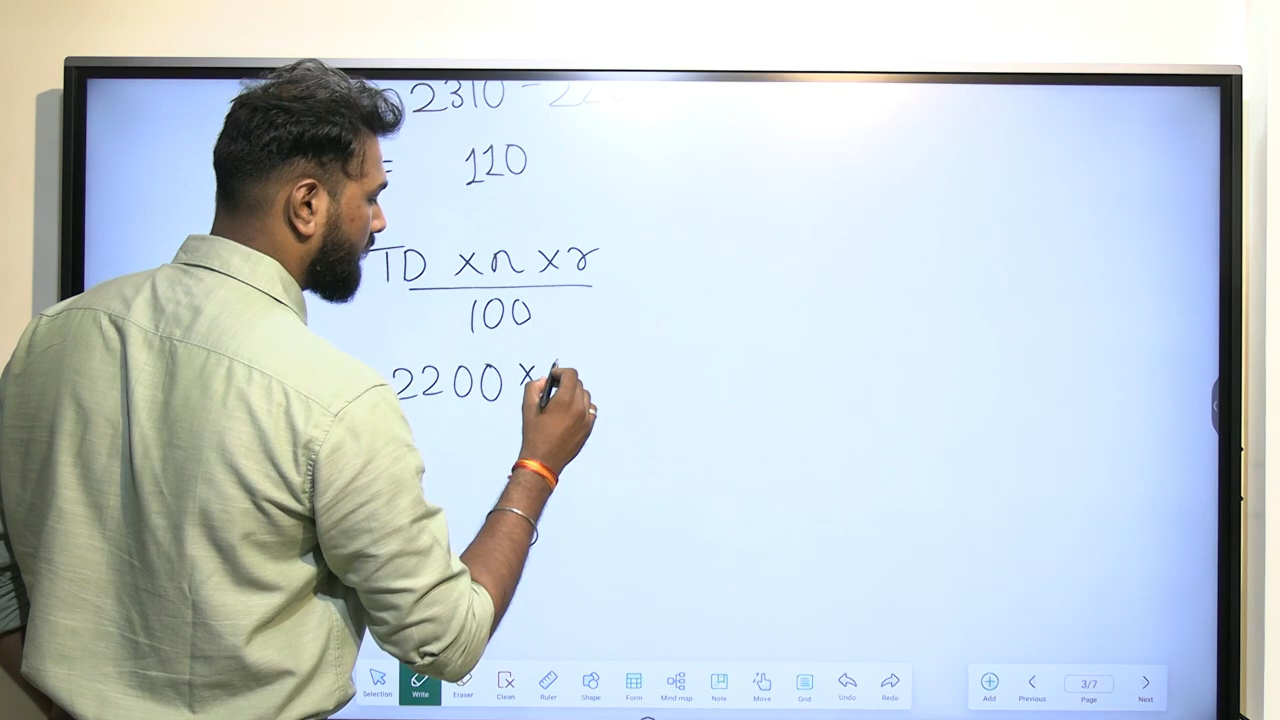 2310 -
= 110
TD × n × r
100
2200 ×
Selection Write Eraser Clean Ruler Shape Form Mind map Note Move Grid Undo Redo
Add Previous 3/7 Page Next